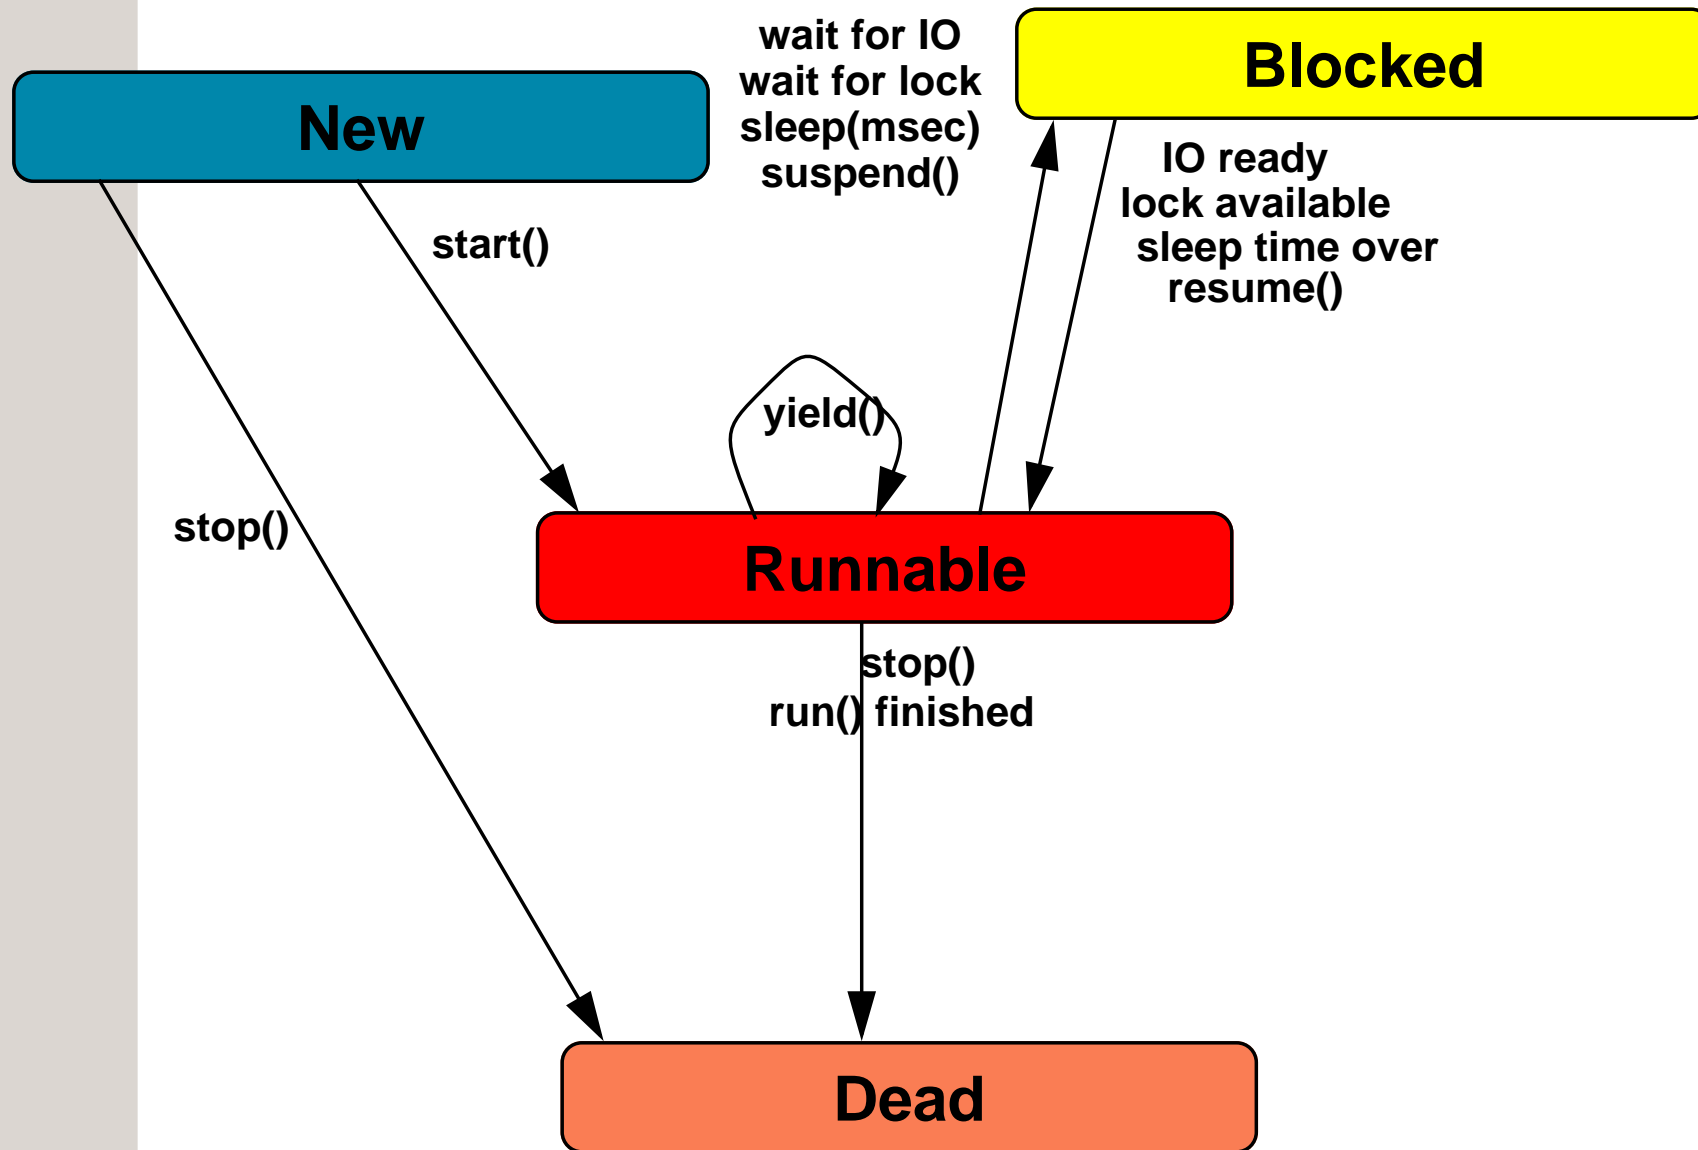 wait for IO
wait for lock
sleep(msec)
suspend()
Blocked
New
IO ready
lock available
sleep time over
resume()
start()
yield()
stop()
Runnable
stop()
run() finished
Dead